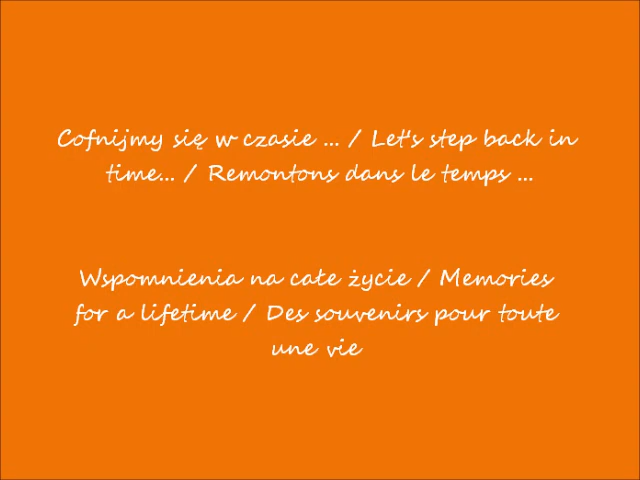 Cofnijmy się w czasie ... / Let's step back in
time... / Remontons dans le temps ...
Wspomnienia na całe życie / Memories
for a lifetime / Des souvenirs pour toute
une vie